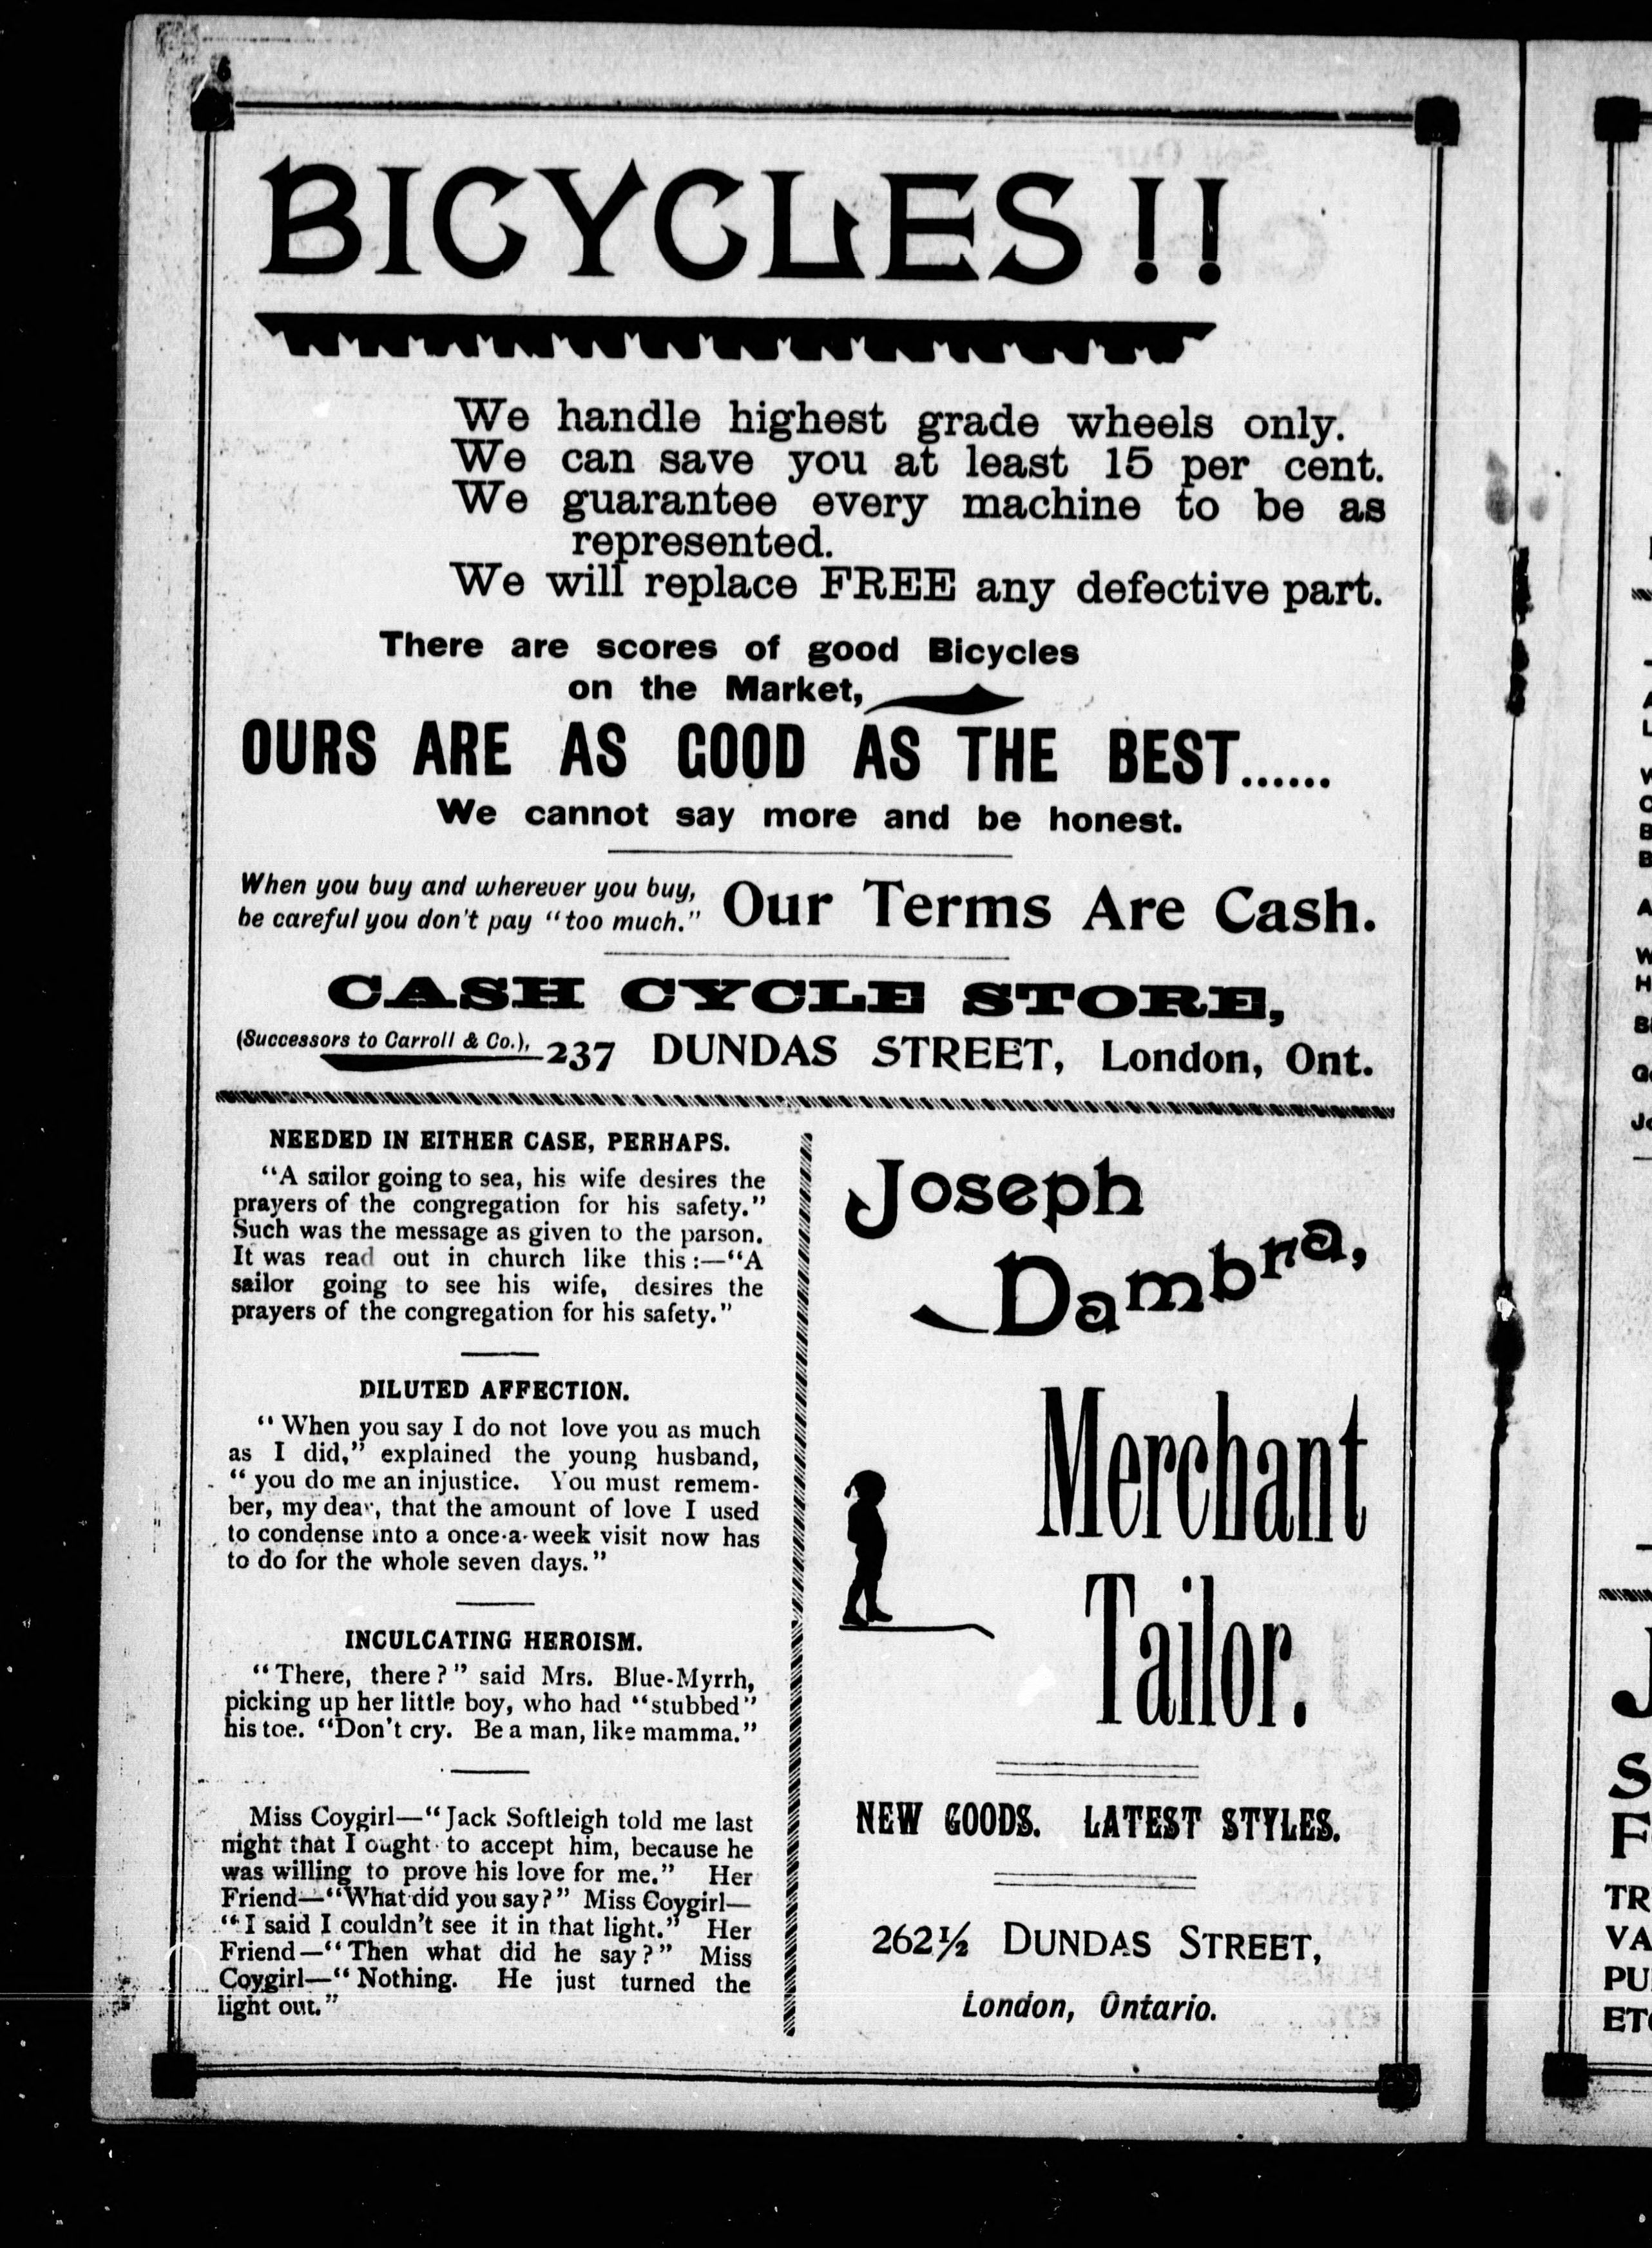 6
BICYCLES!!
We handle highest grade wheels only.
We can save you at least 15 per cent.
We guarantee every machine to be as
represented.
We will replace FREE any defective part.
There are scores of good Bicycles
on the Market,
OURS ARE AS GOOD AS THE BEST......
We cannot say more and be honest.
When you buy and wherever you buy,
be careful you don't pay "too much."
Our Terms Are Cash.
CASH CYCLE STORE,
(Successors to Carroll & Co.), 237 DUNDAS STREET, London, Ont.
NEEDED IN EITHER CASE, PERHAPS.
"A sailor going to sea, his wife desires the
prayers of the congregation for his safety."
Such was the message as given to the parson.
It was read out in church like this:—"A
sailor going to see his wife, desires the
prayers of the congregation for his safety."
DILUTED AFFECTION.
"When you say I do not love you as much
as I did," explained the young husband,
"you do me an injustice. You must remem-
ber, my dear, that the amount of love I used
to condense into a once-a-week visit now has
to do for the whole seven days."
INCULCATING HEROISM.
"There, there?" said Mrs. Blue-Myrrh,
picking up her little boy, who had "stubbed"
his toe. "Don't cry. Be a man, like mamma."
Miss Coygirl—"Jack Softleigh told me last
night that I ought to accept him, because he
was willing to prove his love for me." Her
Friend—"What did you say?" Miss Coygirl—
"I said I couldn't see it in that light." Her
Friend—"Then what did he say?" Miss
Coygirl—"Nothing. He just turned the
light out."
Joseph
Dambra,
Merchant
Tailor.
NEW GOODS. LATEST STYLES.
262½ DUNDAS STREET,
London, Ontario.